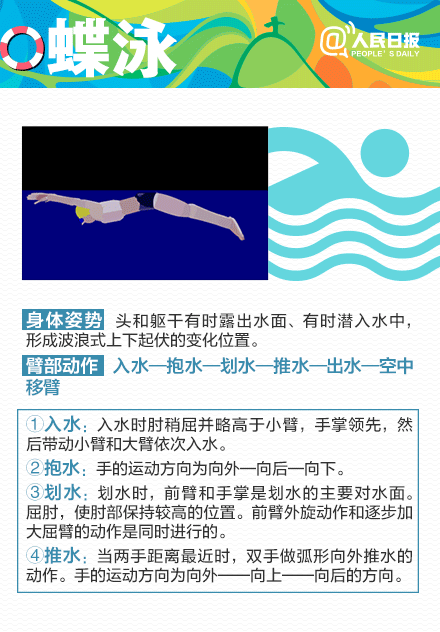 蝶泳
@人民日报
PEOPLE'S DAILY
身体姿势 头和躯干有时露出水面、有时潜入水中，
形成波浪式上下起伏的变化位置。
臂部动作 入水—抱水—划水—推水—出水—空中
移臂
①入水：入水时肘稍屈并略高于小臂，手掌领先，然
后带动小臂和大臂依次入水。
②抱水：手的运动方向为向外—向后—向下。
③划水：划水时，前臂和手掌是划水的主要对水面。
屈肘，使肘部保持较高的位置。前臂外旋动作和逐步加
大屈臂的动作是同时进行的。
④推水：当两手距离最近时，双手做弧形向外推水的
动作。手的运动方向为向外——向上——向后的方向。